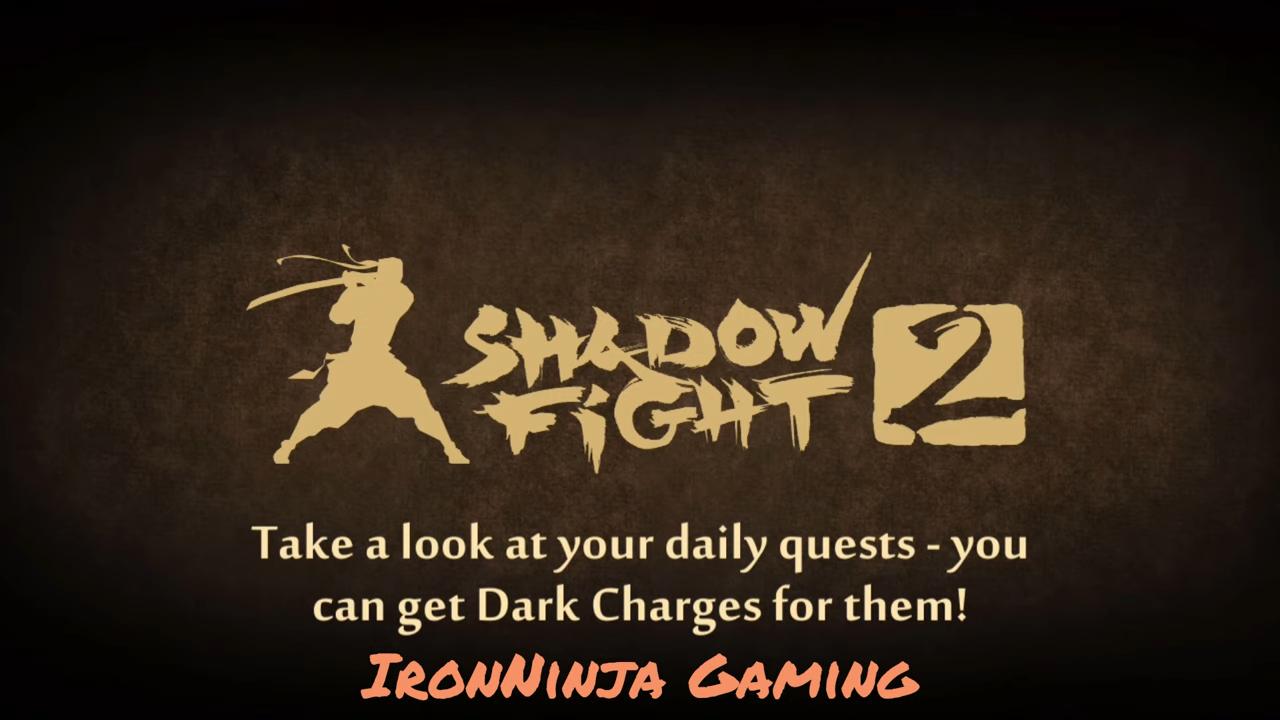 SHADOW
FiGHT 2
Take a look at your daily quests - you
can get Dark Charges for them!
IronNinja Gaming